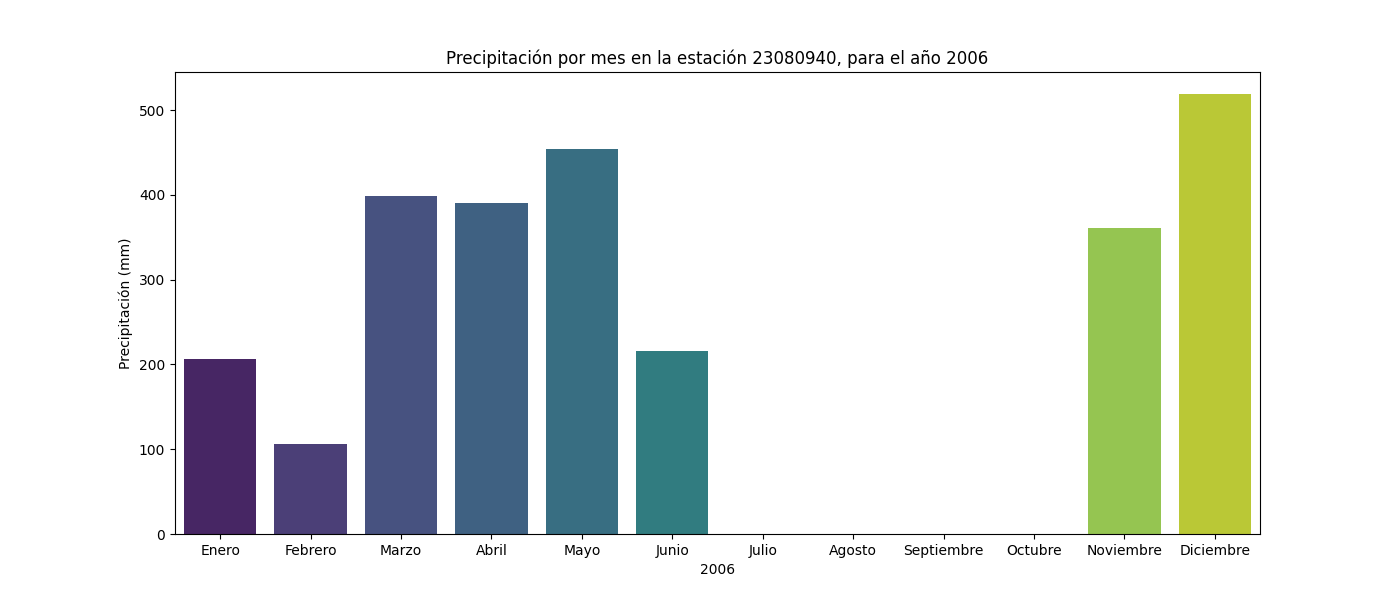 Precipitación por mes en la estación 23080940, para el año 2006
Precipitación (mm)
500
400
300
200
100
0
Enero Febrero Marzo Abril Mayo Junio Julio Agosto Septiembre Octubre Noviembre Diciembre
2006